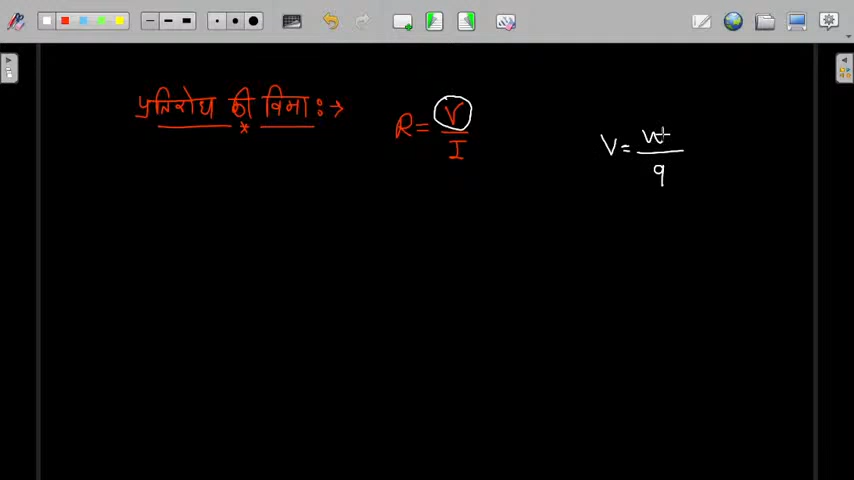 प्रतिरोध की विमा :→
R = V / I
V = W / q